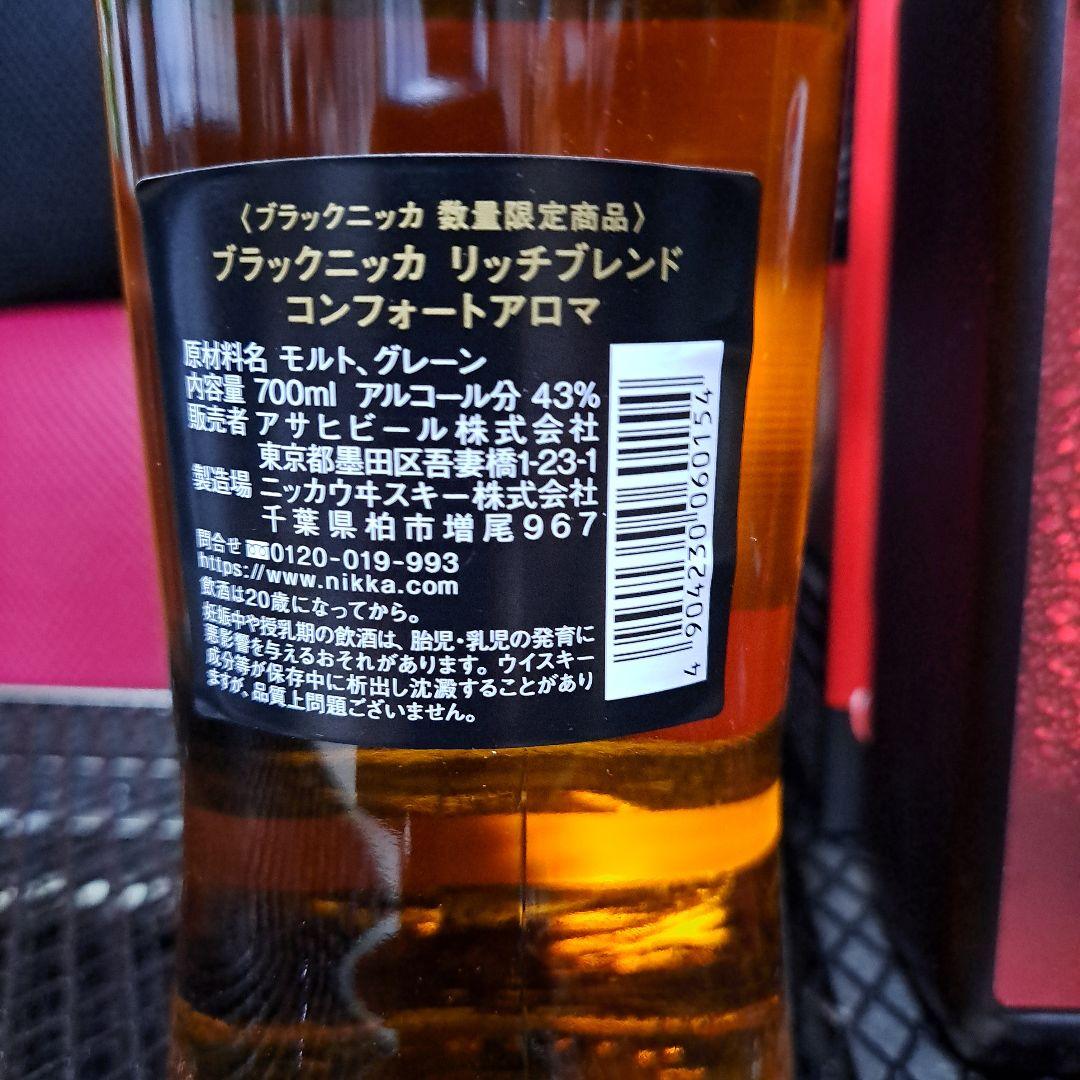 〈ブラックニッカ 数量限定商品〉
ブラックニッカ リッチブレンド
コンフォートアロマ
原材料名 モルト、グレーン
内容量 700ml アルコール分 43%
販売者 アサヒビール株式会社
東京都墨田区吾妻橋1-23-1
製造場 ニッカウヰスキー株式会社
千葉県柏市増尾967
問合せ 0120-019-993
https://www.nikka.com
飲酒は20歳になってから。
妊娠中や授乳期の飲酒は、胎児・乳児の発育に
悪影響を与えるおそれがあります。ウイスキー
成分等が保存中に析出し沈澱することがあり
ますが、品質上問題ございません。
4 904230 060154